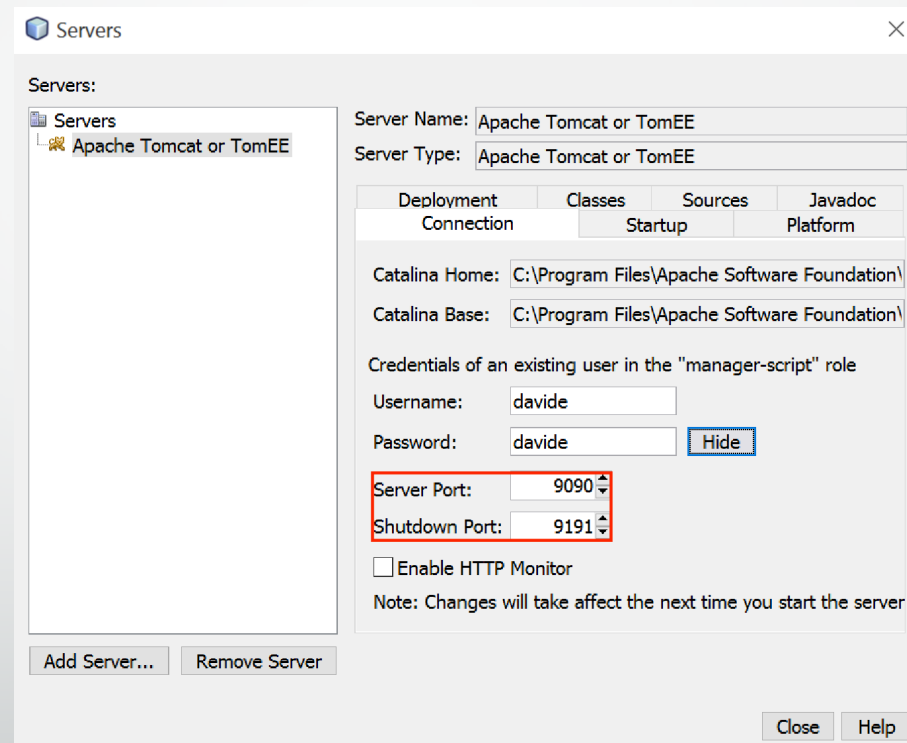 Servers
Servers:
Servers
Apache Tomcat or TomEE
Server Name: Apache Tomcat or TomEE
Server Type: Apache Tomcat or TomEE
Deployment Classes Sources Javadoc
Connection Startup Platform
Catalina Home: C:\Program Files\Apache Software Foundation\
Catalina Base: C:\Program Files\Apache Software Foundation\
Credentials of an existing user in the "manager-script" role
Username: davide
Password: davide Hide
Server Port: 9090
Shutdown Port: 9191
Enable HTTP Monitor
Note: Changes will take affect the next time you start the server
Add Server... Remove Server
Close Help